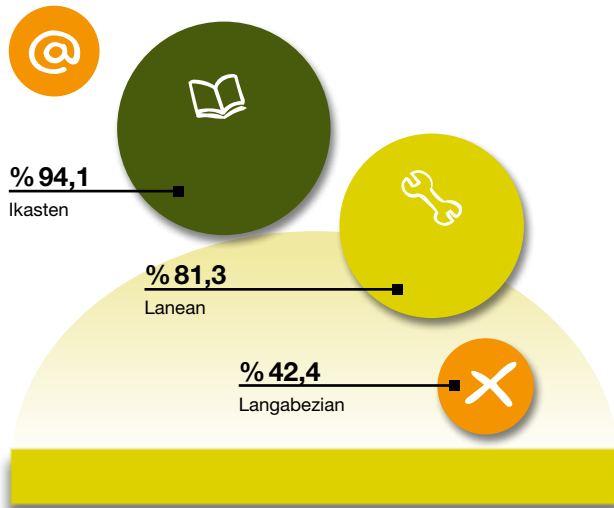 @
% 94,1
Ikasten
% 81,3
Lanean
% 42,4
Langabezian